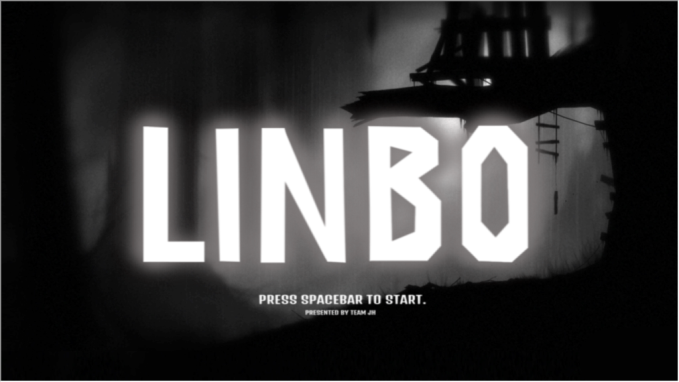 LINBO
PRESS SPACEBAR TO START.
PRESENTED BY TEAM JH